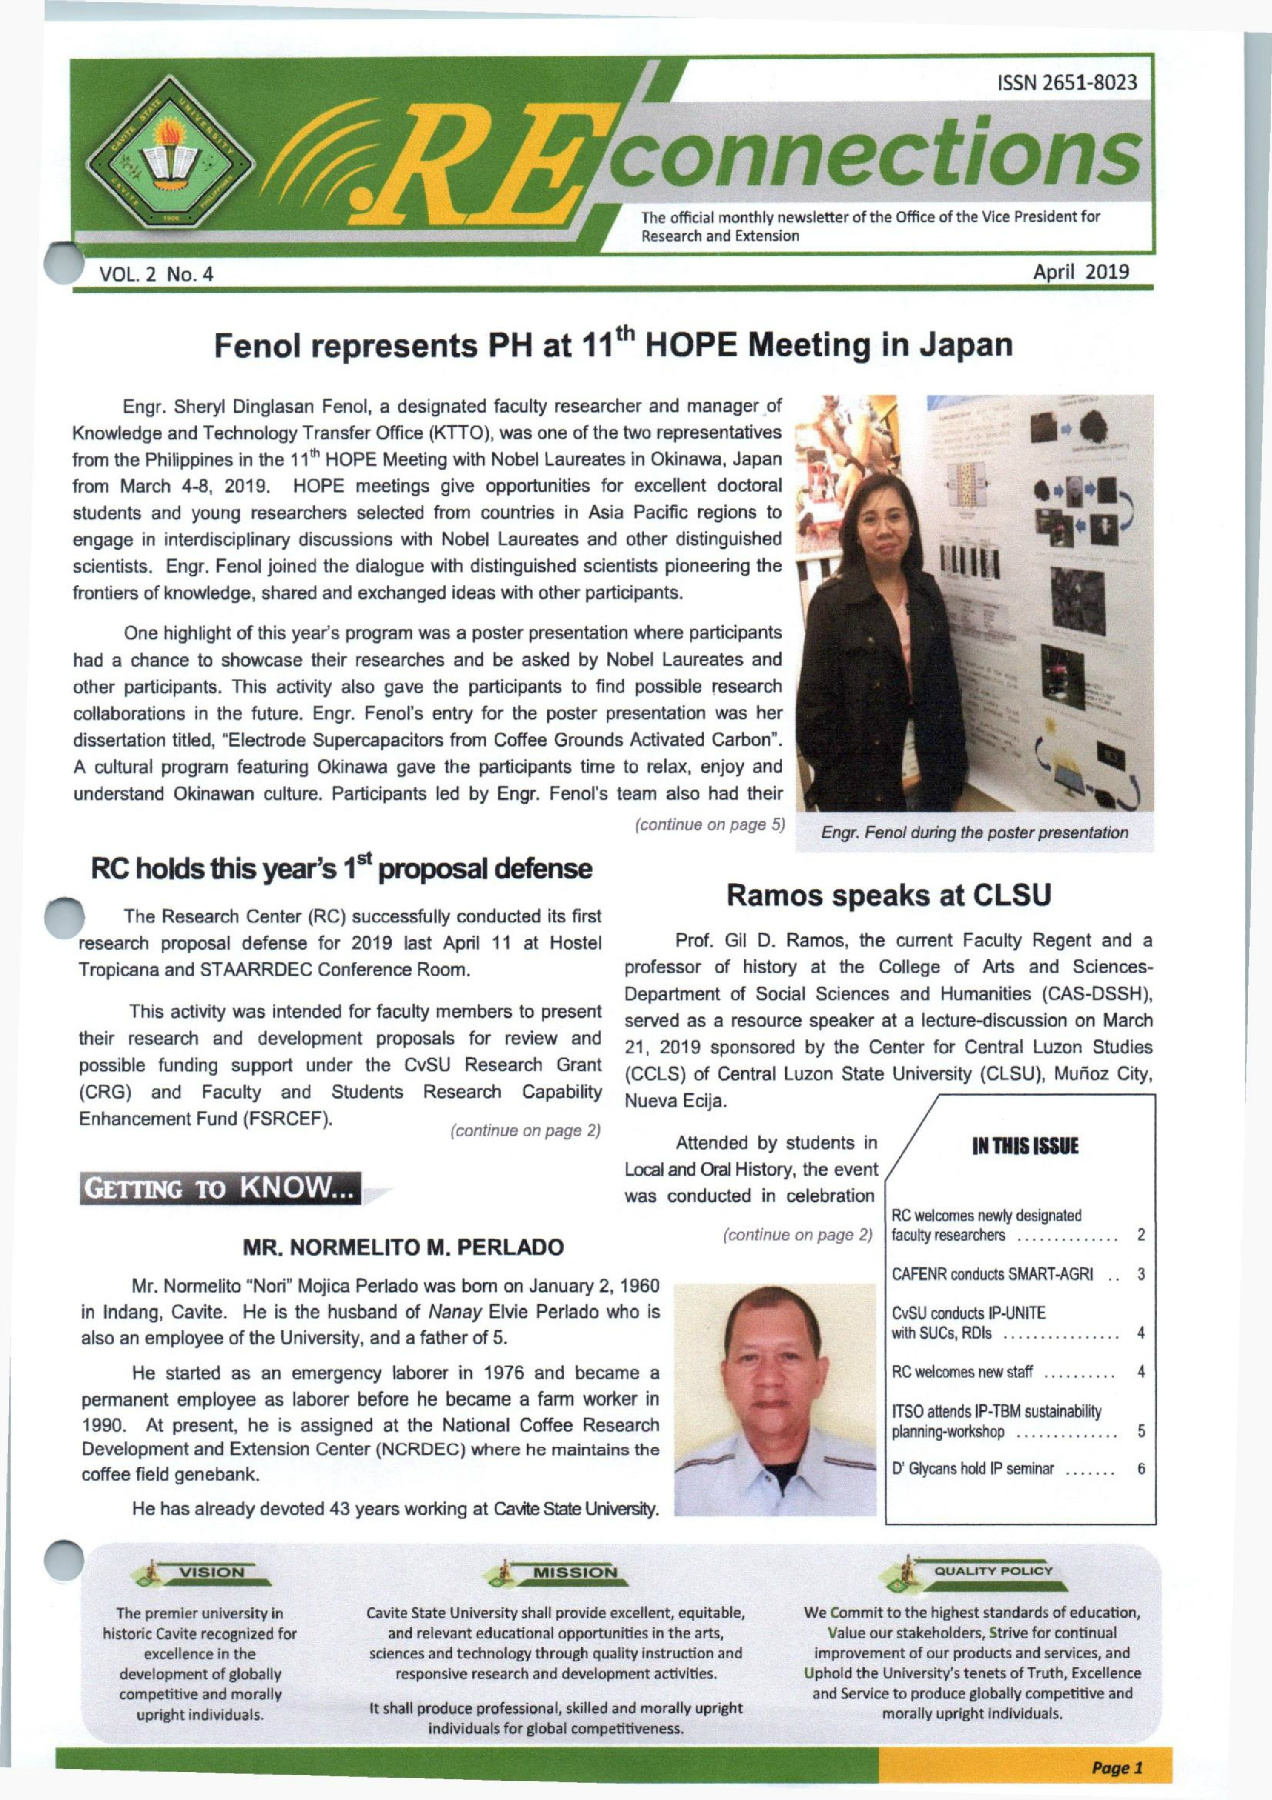 CAVITE STATE UNIVERSITY
CAVITE PHILIPPINES
1906
ISSN 2651-8023
REconnections
The official monthly newsletter of the Office of the Vice President for
Research and Extension
VOL. 2 No. 4
April 2019
Fenol represents PH at 11th HOPE Meeting in Japan
Engr. Sheryl Dinglasan Fenol, a designated faculty researcher and manager of
Knowledge and Technology Transfer Office (KTTO), was one of the two representatives
from the Philippines in the 11th HOPE Meeting with Nobel Laureates in Okinawa, Japan
from March 4-8, 2019. HOPE meetings give opportunities for excellent doctoral
students and young researchers selected from countries in Asia Pacific regions to
engage in interdisciplinary discussions with Nobel Laureates and other distinguished
scientists. Engr. Fenol joined the dialogue with distinguished scientists pioneering the
frontiers of knowledge, shared and exchanged ideas with other participants.
One highlight of this year's program was a poster presentation where participants
had a chance to showcase their researches and be asked by Nobel Laureates and
other participants. This activity also gave the participants to find possible research
collaborations in the future. Engr. Fenol's entry for the poster presentation was her
dissertation titled, "Electrode Supercapacitors from Coffee Grounds Activated Carbon".
A cultural program featuring Okinawa gave the participants time to relax, enjoy and
understand Okinawan culture. Participants led by Engr. Fenol's team also had their
(continue on page 5)
Engr. Fenol during the poster presentation
RC holds this year's 1st proposal defense
The Research Center (RC) successfully conducted its first
research proposal defense for 2019 last April 11 at Hostel
Tropicana and STAARRDEC Conference Room.
This activity was intended for faculty members to present
their research and development proposals for review and
possible funding support under the CvSU Research Grant
(CRG) and Faculty and Students Research Capability
Enhancement Fund (FSRCEF).
(continue on page 2)
Ramos speaks at CLSU
Prof. Gil D. Ramos, the current Faculty Regent and a
professor of history at the College of Arts and Sciences-
Department of Social Sciences and Humanities (CAS-DSSH),
served as a resource speaker at a lecture-discussion on March
21, 2019 sponsored by the Center for Central Luzon Studies
(CCLS) of Central Luzon State University (CLSU), Muñoz City,
Nueva Ecija.
Attended by students in
Local and Oral History, the event
was conducted in celebration
(continue on page 2)
GETTING TO KNOW...
MR. NORMELITO M. PERLADO
Mr. Normelito "Nori" Mojica Perlado was born on January 2, 1960
in Indang, Cavite. He is the husband of Nanay Elvie Perlado who is
also an employee of the University, and a father of 5.
He started as an emergency laborer in 1976 and became a
permanent employee as laborer before he became a farm worker in
1990. At present, he is assigned at the National Coffee Research
Development and Extension Center (NCRDEC) where he maintains the
coffee field genebank.
He has already devoted 43 years working at Cavite State University.
IN THIS ISSUE
RC welcomes newly designated
faculty researchers .............. 2
CAFENR conducts SMART-AGRI .. 3
CvSU conducts IP-UNITE
with SUCs, RDIs ................ 4
RC welcomes new staff .......... 4
ITSO attends IP-TBM sustainability
planning-workshop .............. 5
D' Glycans hold IP seminar ....... 6
VISION
The premier university in
historic Cavite recognized for
excellence in the
development of globally
competitive and morally
upright individuals.
MISSION
Cavite State University shall provide excellent, equitable,
and relevant educational opportunities in the arts,
sciences and technology through quality instruction and
responsive research and development activities.
It shall produce professional, skilled and morally upright
individuals for global competitiveness.
QUALITY POLICY
We Commit to the highest standards of education,
Value our stakeholders, Strive for continual
improvement of our products and services, and
Uphold the University's tenets of Truth, Excellence
and Service to produce globally competitive and
morally upright individuals.
Page 1